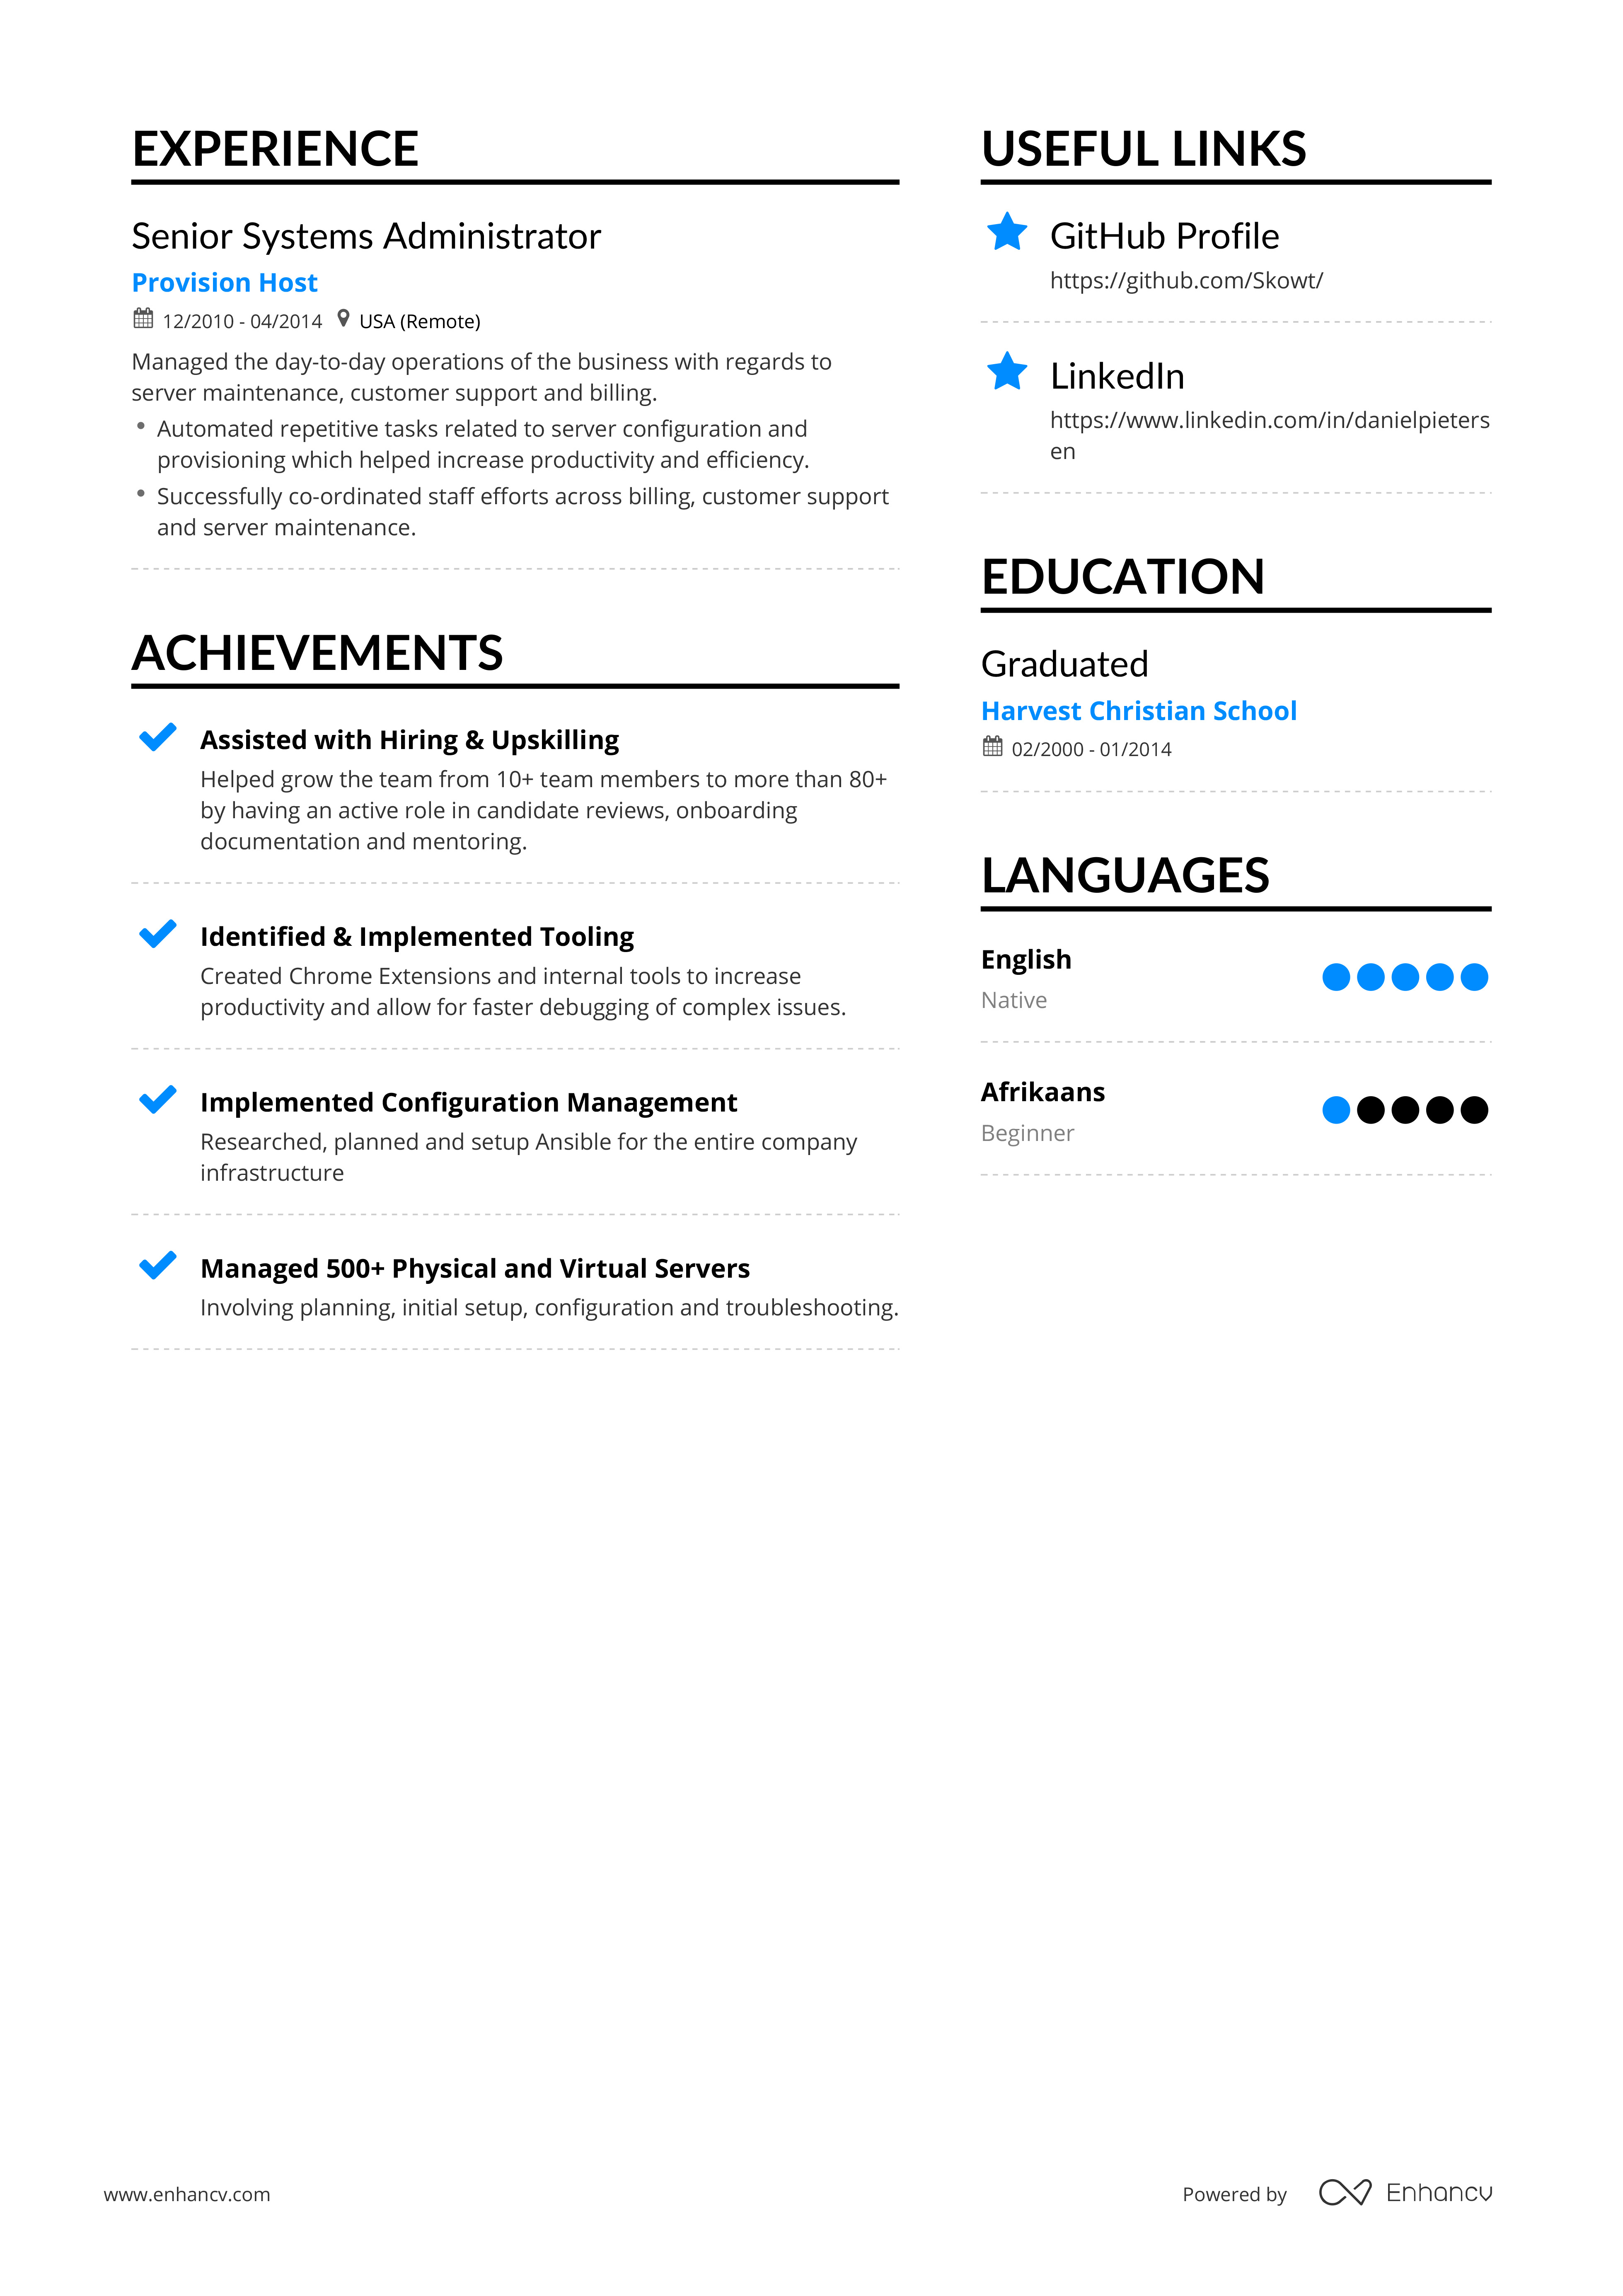 EXPERIENCE
Senior Systems Administrator
Provision Host
12/2010 - 04/2014 USA (Remote)
Managed the day-to-day operations of the business with regards to
server maintenance, customer support and billing.
• Automated repetitive tasks related to server configuration and
provisioning which helped increase productivity and efficiency.
• Successfully co-ordinated staff efforts across billing, customer support
and server maintenance.
ACHIEVEMENTS
Assisted with Hiring & Upskilling
Helped grow the team from 10+ team members to more than 80+
by having an active role in candidate reviews, onboarding
documentation and mentoring.
Identified & Implemented Tooling
Created Chrome Extensions and internal tools to increase
productivity and allow for faster debugging of complex issues.
Implemented Configuration Management
Researched, planned and setup Ansible for the entire company
infrastructure
Managed 500+ Physical and Virtual Servers
Involving planning, initial setup, configuration and troubleshooting.
USEFUL LINKS
GitHub Profile
https://github.com/Skowt/
LinkedIn
https://www.linkedin.com/in/danielpieters
en
EDUCATION
Graduated
Harvest Christian School
02/2000 - 01/2014
LANGUAGES
English
Native
Afrikaans
Beginner
www.enhancv.com
Powered by Enhancv